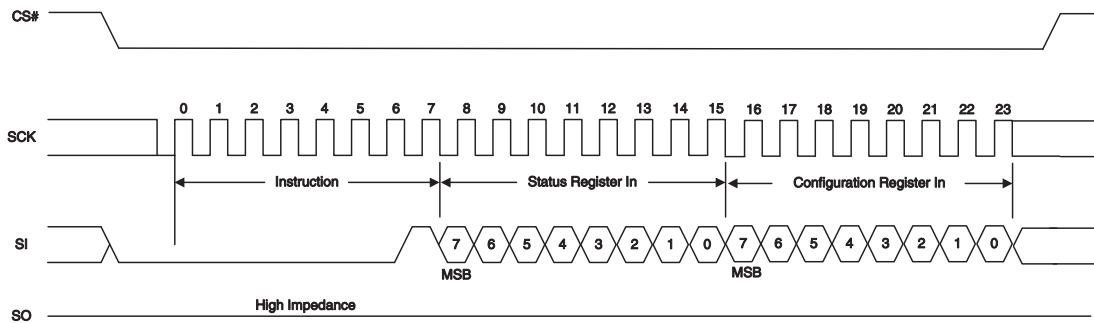 CS#
0 1 2 3 4 5 6 7 8 9 10 11 12 13 14 15 16 17 18 19 20 21 22 23
SCK
Instruction Status Register In Configuration Register In
SI 7 6 5 4 3 2 1 0 7 6 5 4 3 2 1 0
MSB MSB
High Impedance
SO